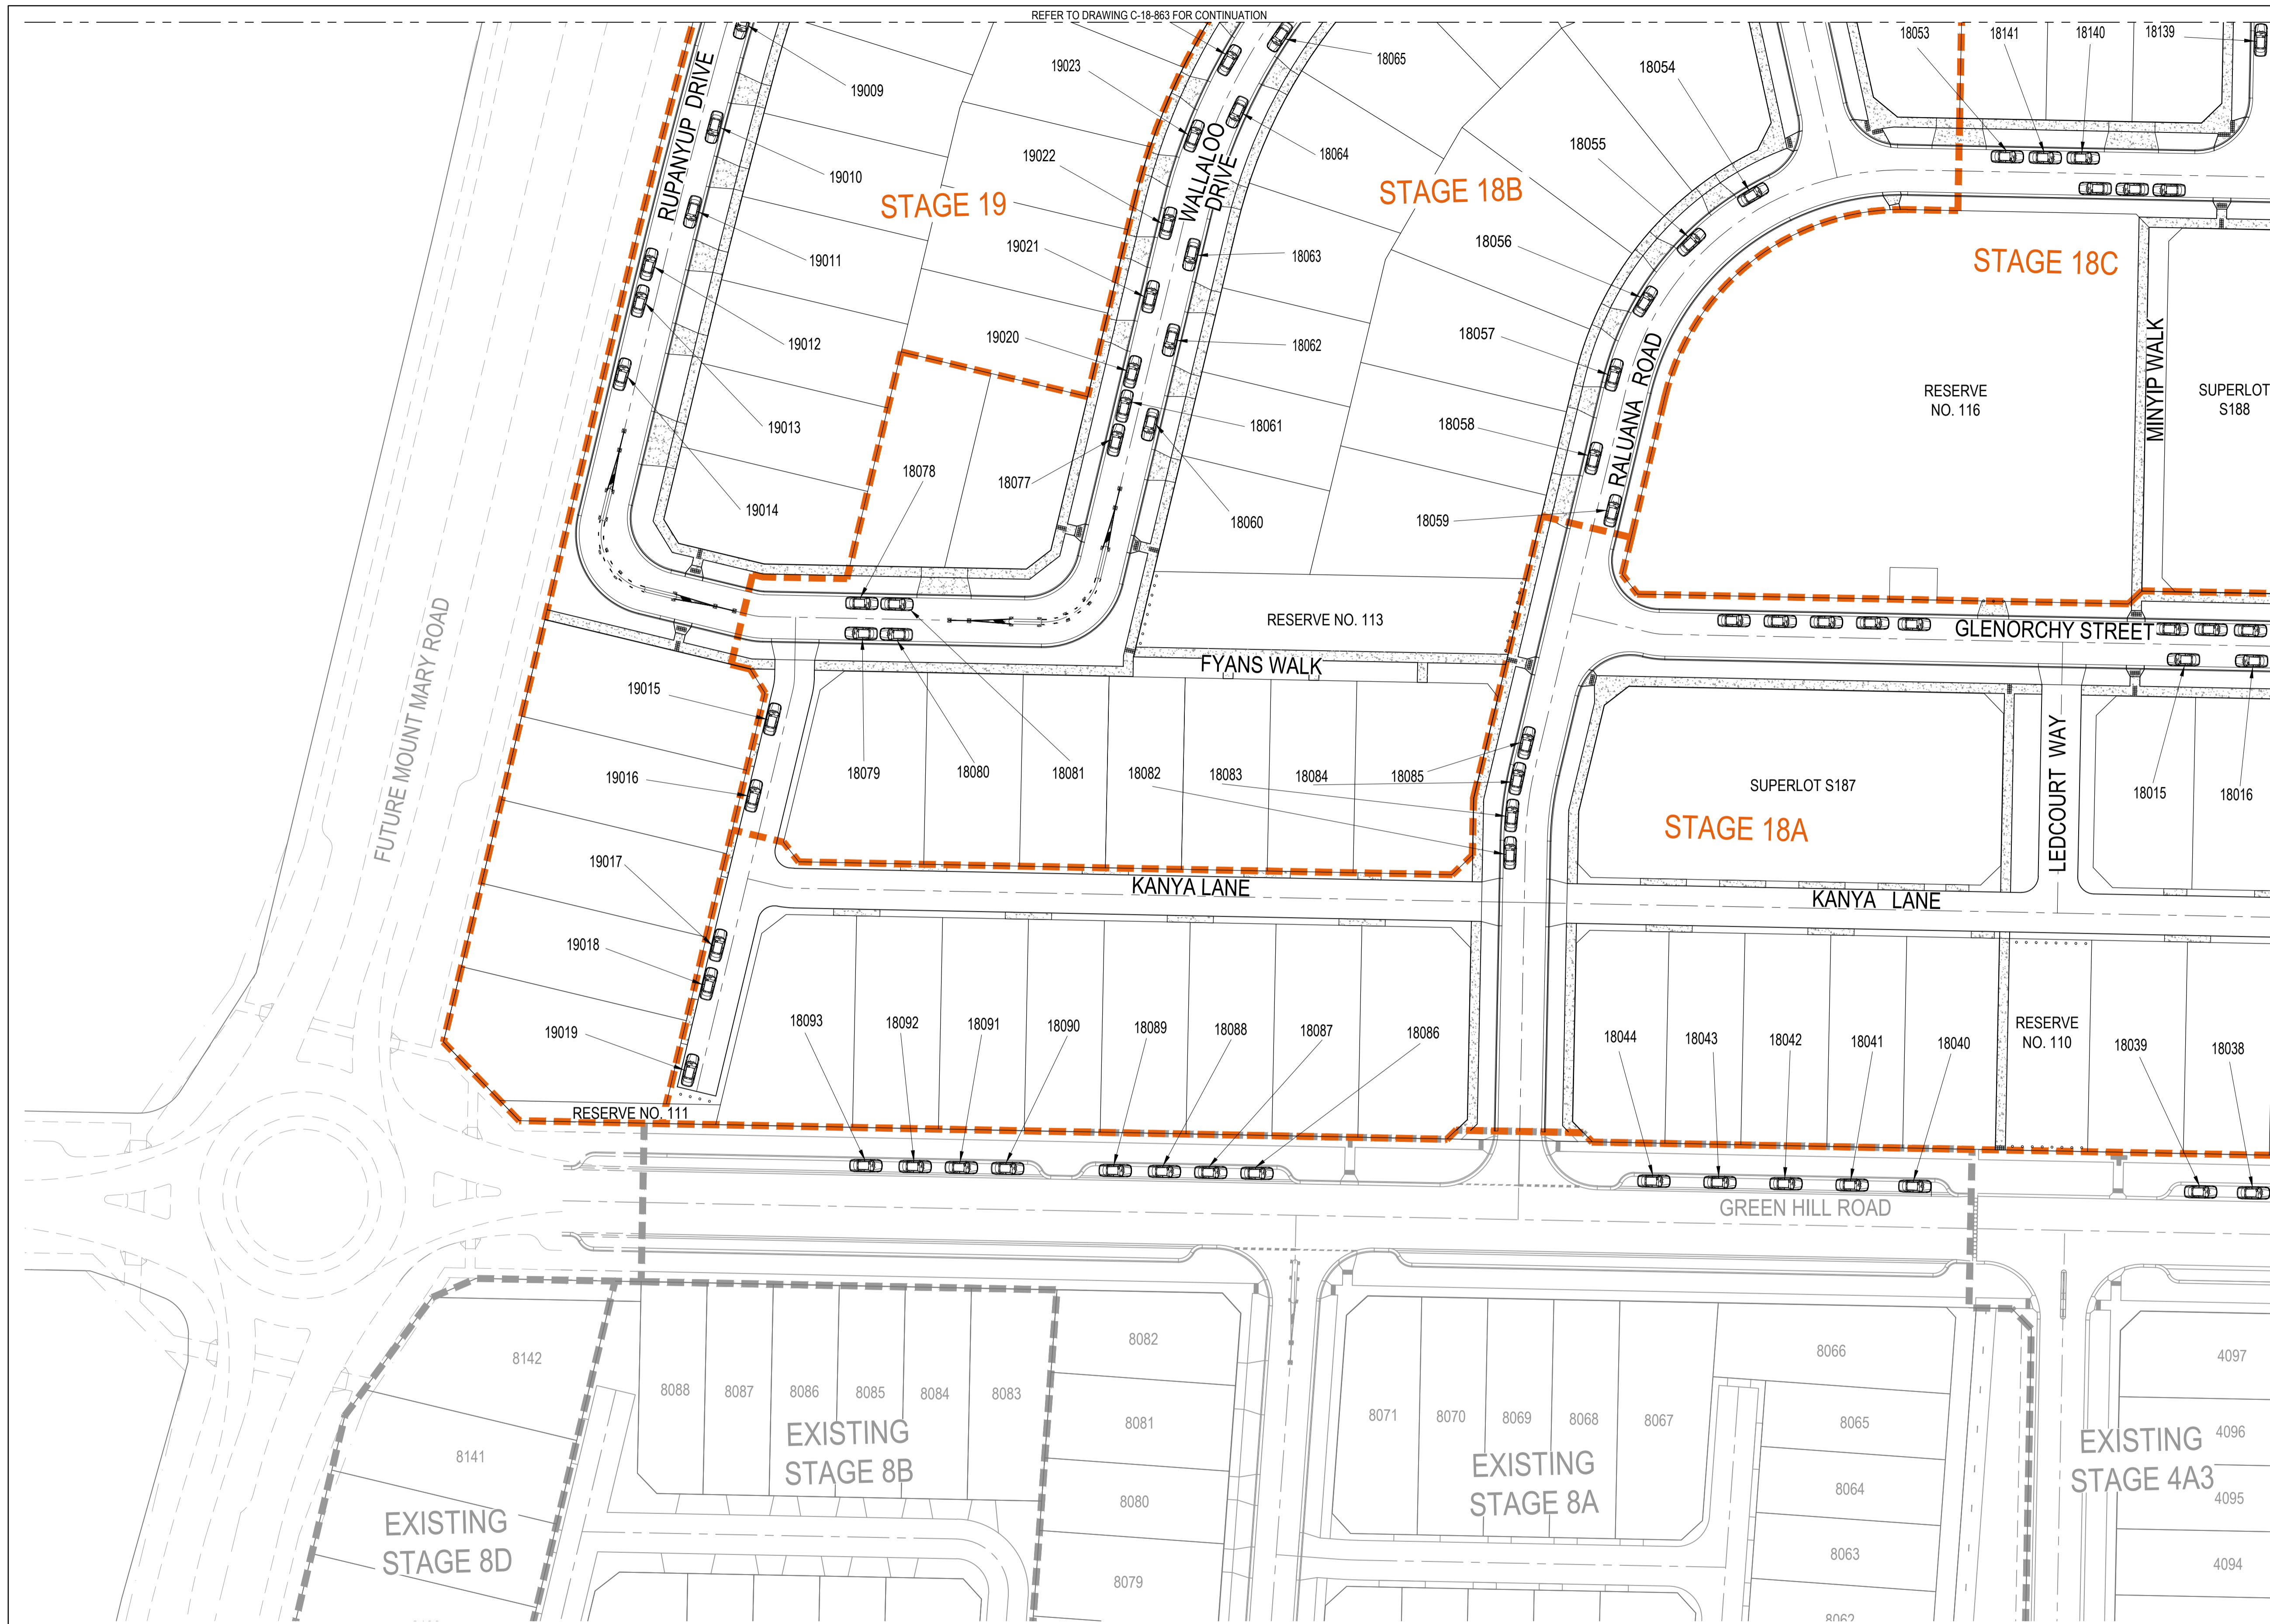 REFER TO DRAWING C-18-863 FOR CONTINUATION
19009
19010
19011
19012
19013
19014
RUPANYUP DRIVE
STAGE 19
19023
19022
19021
19020
18078
18077
WALLALOO
DRIVE
18065
18064
18063
18062
18061
18060
STAGE 18B
18054
18055
18056
18057
18058
18059
RALUANA ROAD
18053
18141
18140
18139
STAGE 18C
RESERVE
NO. 116
MINYIP WALK
SUPERLOT
S188
RESERVE NO. 113
FYANS WALK
GLENORCHY STREET
FUTURE MOUNT MARY ROAD
19015
19016
19017
19018
19019
18079
18080
18081
18082
18083
18084
18085
SUPERLOT S187
STAGE 18A
LEDCOURT WAY
18015
18016
KANYA LANE
KANYA LANE
18093
18092
18091
18090
18089
18088
18087
18086
18044
18043
18042
18041
18040
RESERVE
NO. 110
18039
18038
RESERVE NO. 111
GREEN HILL ROAD
8142
8141
EXISTING
STAGE 8D
8088
8087
8086
8085
8084
8083
EXISTING
STAGE 8B
8082
8081
8080
8079
8071
8070
8069
8068
8067
EXISTING
STAGE 8A
8066
8065
8064
8063
8062
4097
4096
EXISTING
STAGE 4A3
4095
4094